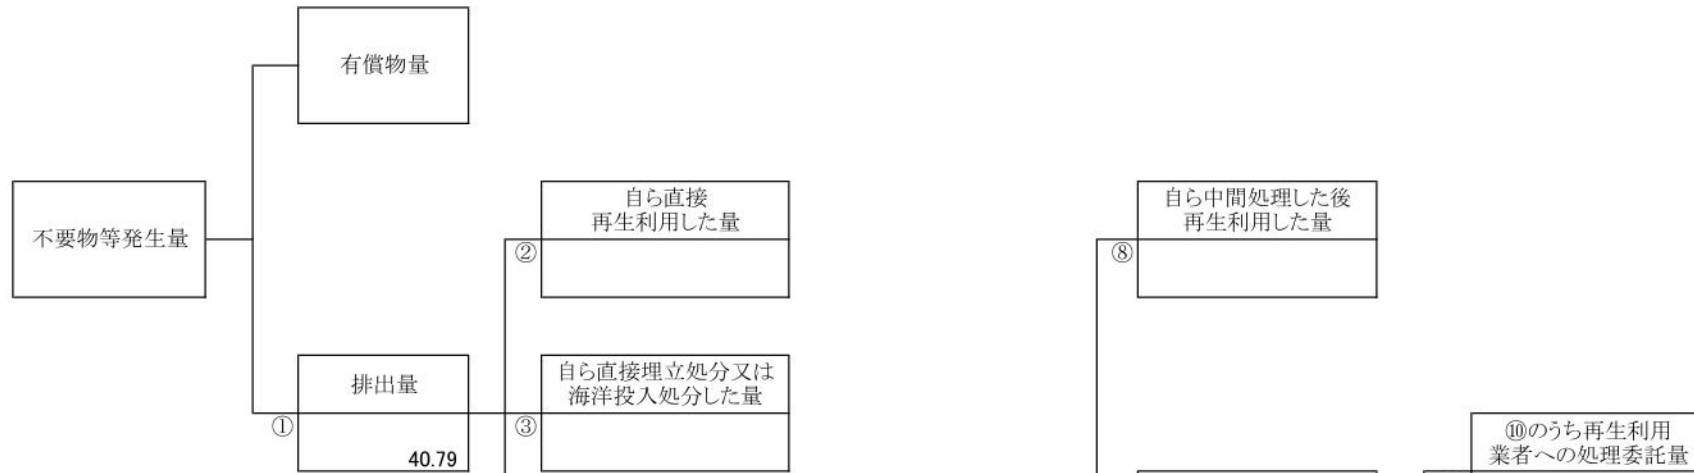 有償物量
不要物等発生量
自ら直接
再生利用した量
②
自ら中間処理した後
再生利用した量
⑧
排出量
①
40.79
自ら直接埋立処分又は
海洋投入処分した量
③
⑩のうち再生利用
業者への処理委託量